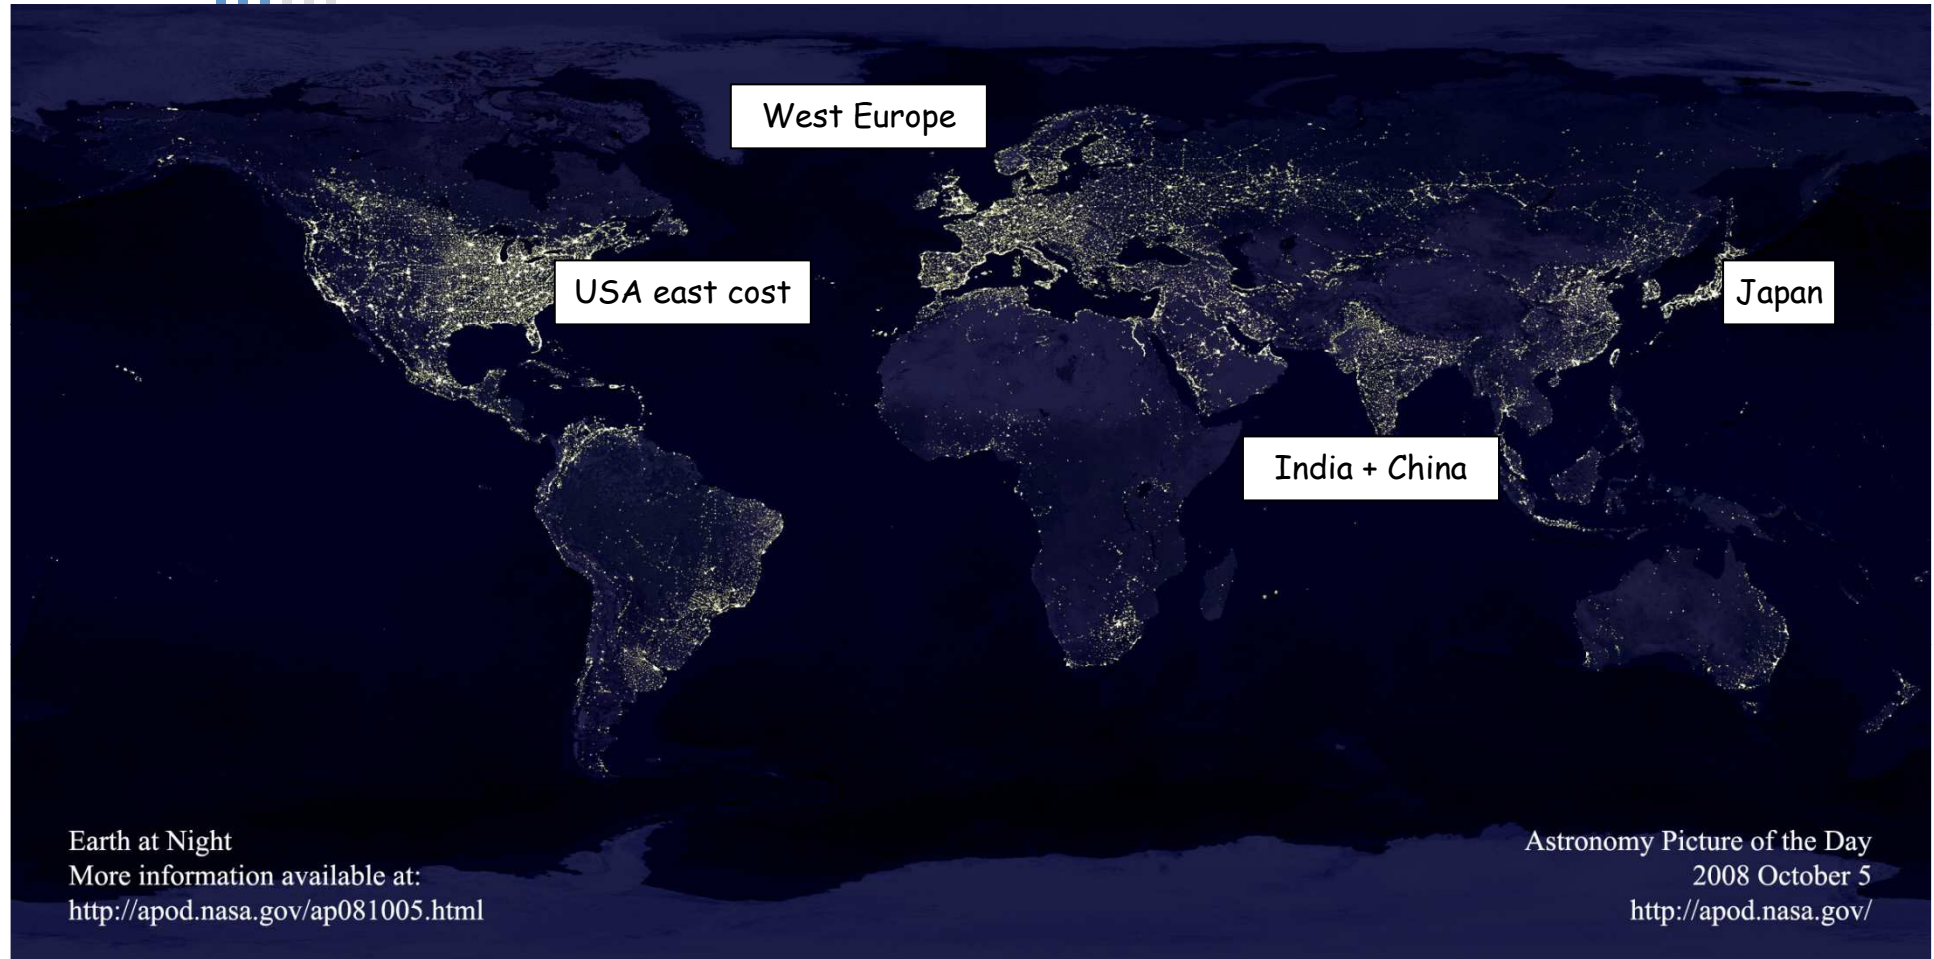 West Europe
USA east cost
Japan
India + China
Earth at Night
More information available at:
http://apod.nasa.gov/ap081005.html
Astronomy Picture of the Day
2008 October 5
http://apod.nasa.gov/